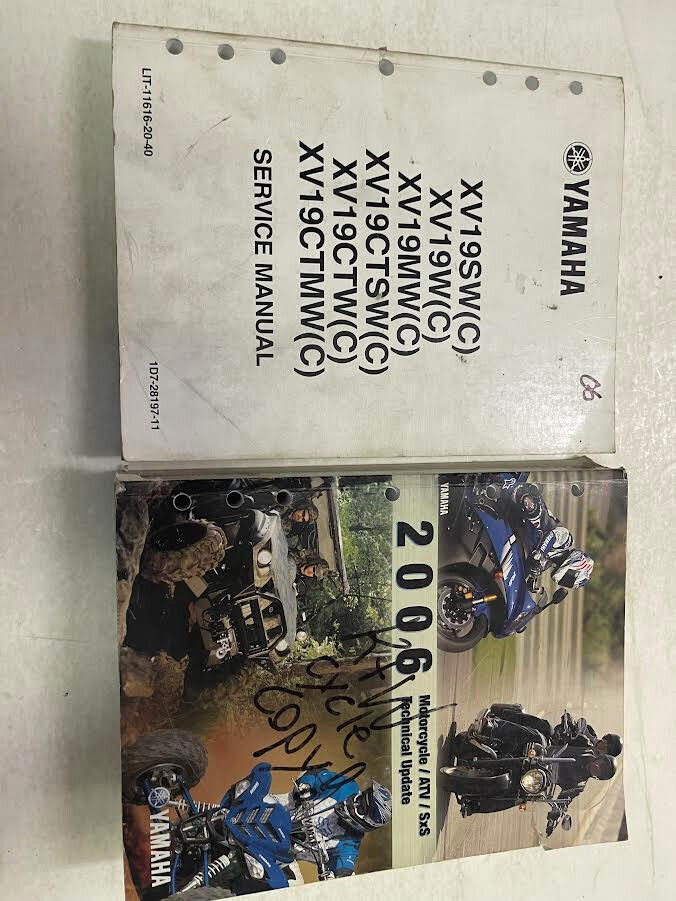 YAMAHA
06
XV19SW(C)
XV19W(C)
XV19MW(C)
XV19CTSW(C)
XV19CTW(C)
XV19CTMW(C)
SERVICE MANUAL
LIT-11616-20-40
1D7-28197-11
YAMAHA
2006
Motorcycle / ATV / SxS
Technical Update
cycle
copy
YAMAHA